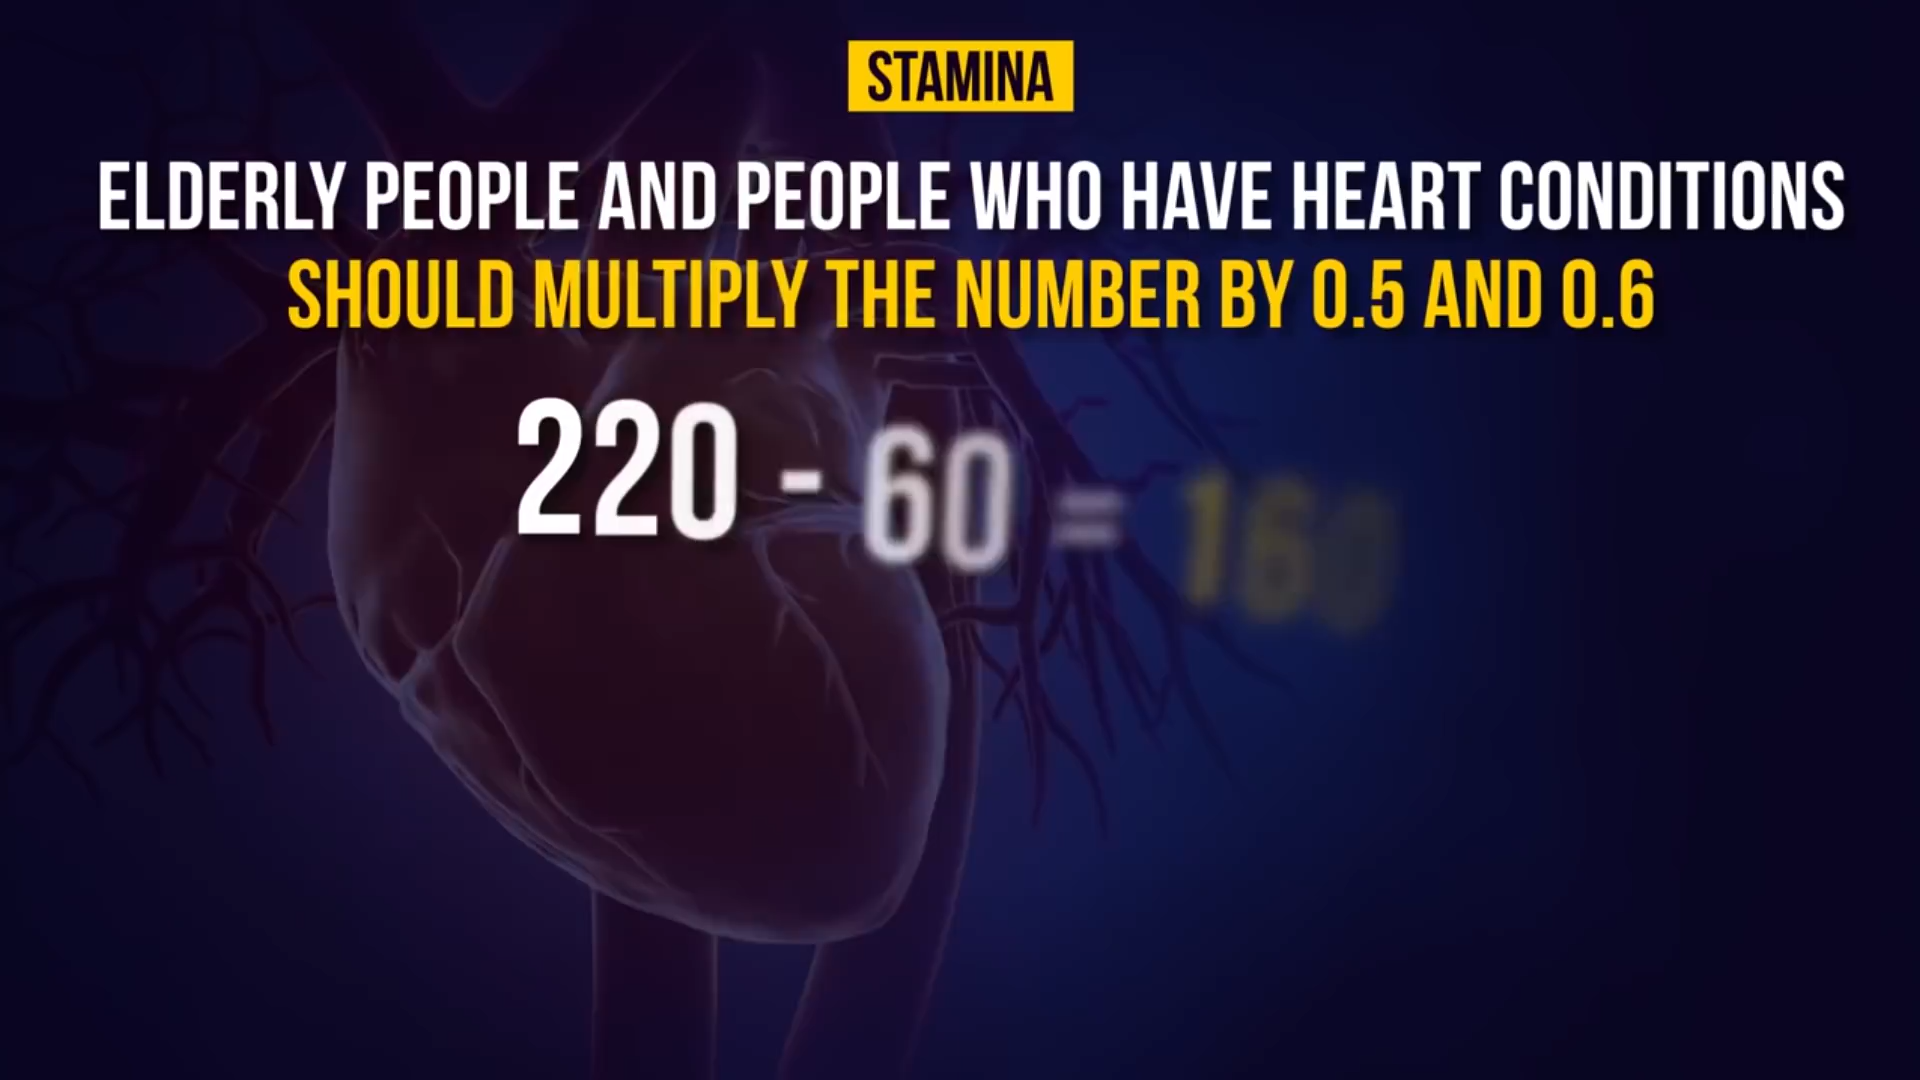 STAMINA
ELDERLY PEOPLE AND PEOPLE WHO HAVE HEART CONDITIONS
SHOULD MULTIPLY THE NUMBER BY 0.5 AND 0.6
220 - 60 = 160